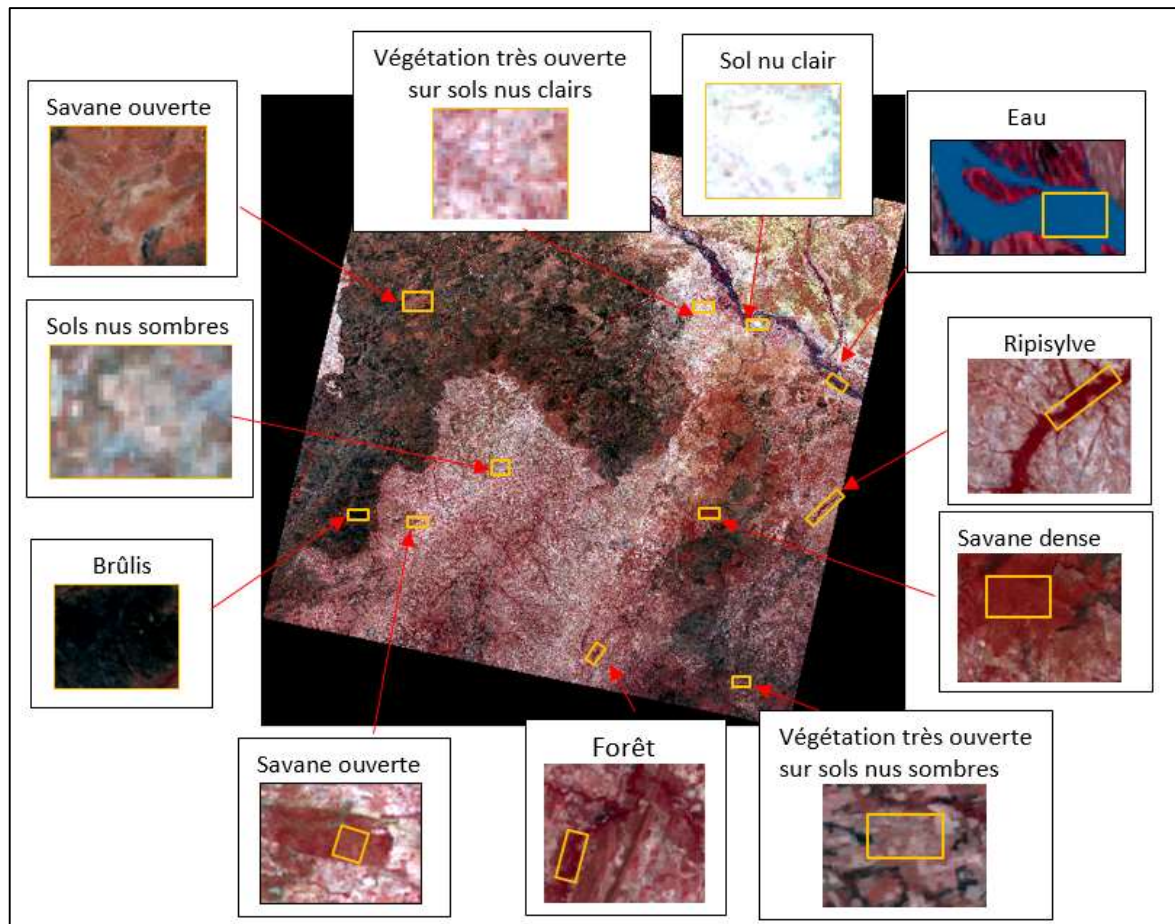 Végétation très ouverte
sur sols nus clairs
Sol nu clair
Savane ouverte
Eau
Sols nus sombres
Ripisylve
Savane dense
Brûlis
Savane ouverte
Forêt
Végétation très ouverte
sur sols nus sombres